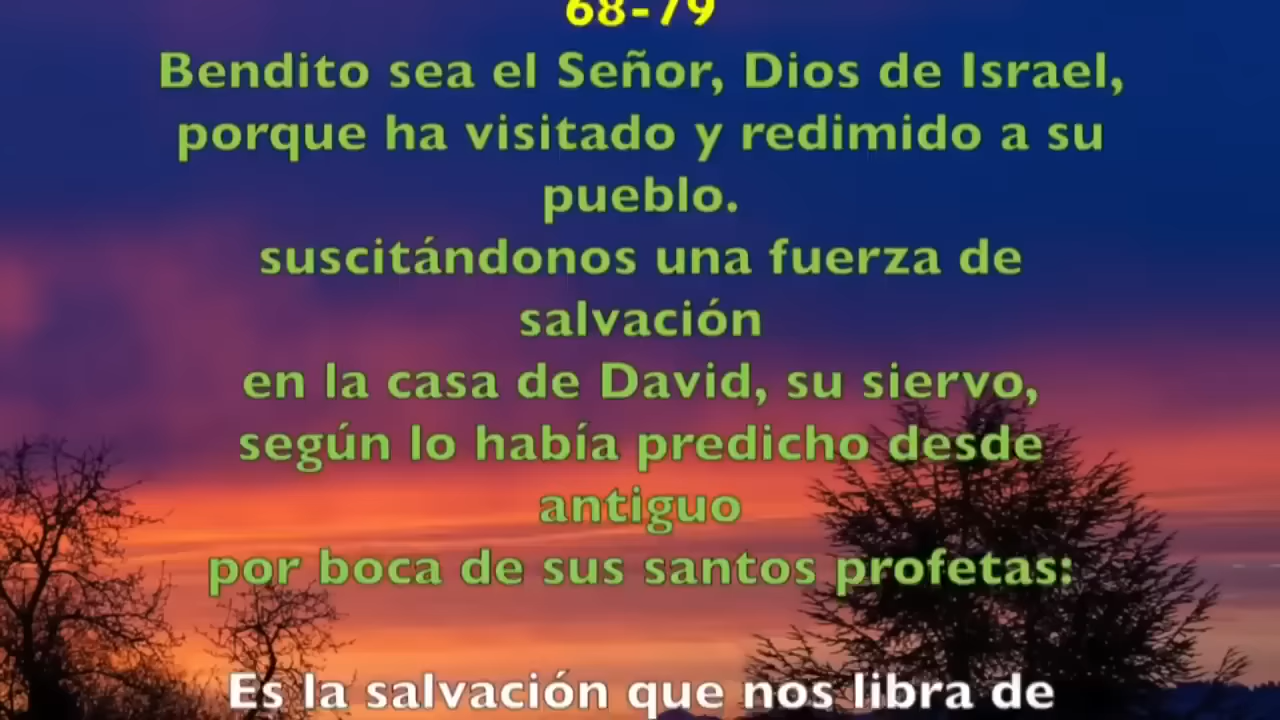 68-79
Bendito sea el Señor, Dios de Israel,
porque ha visitado y redimido a su
pueblo.
suscitándonos una fuerza de
salvación
en la casa de David, su siervo,
según lo había predicho desde
antiguo
por boca de sus santos profetas:
Es la salvación que nos libra de